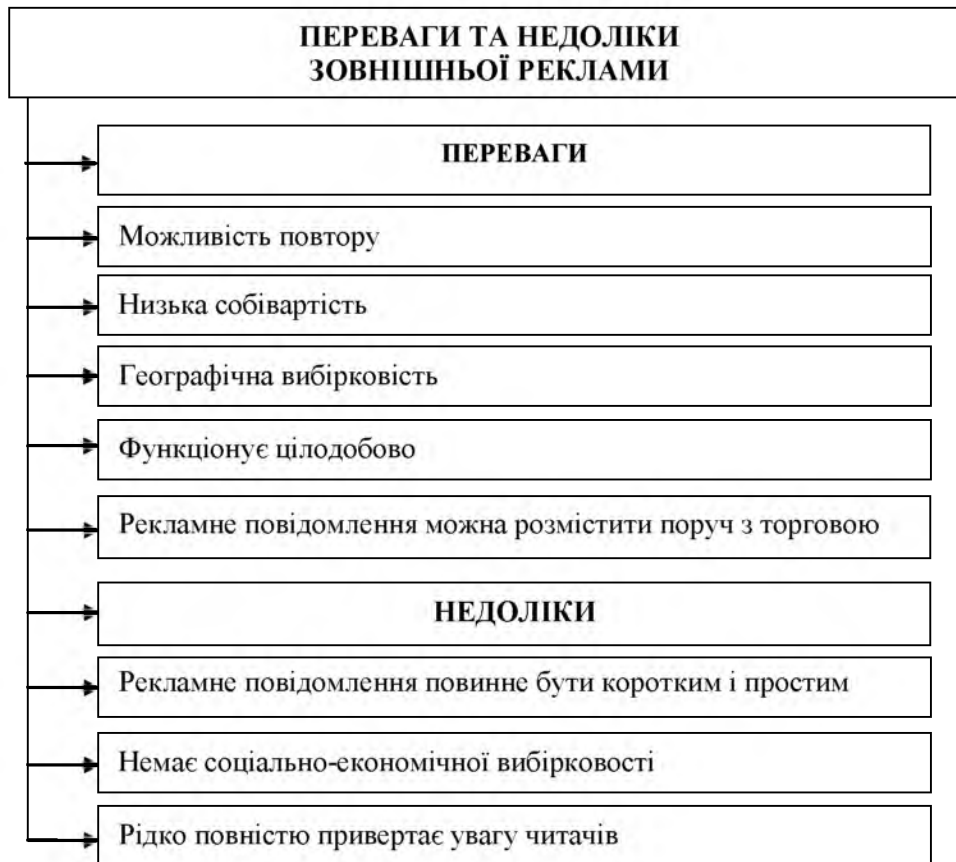 ПЕРЕВАГИ ТА НЕДОЛІКИ
ЗОВНІШНЬОЇ РЕКЛАМИ
ПЕРЕВАГИ
Можливість повтору
Низька собівартість
Географічна вибірковість
Функціонує цілодобово
Рекламне повідомлення можна розмістити поруч з торговою
НЕДОЛІКИ
Рекламне повідомлення повинне бути коротким і простим
Немає соціально-економічної вибірковості
Рідко повністю привертає увагу читачів